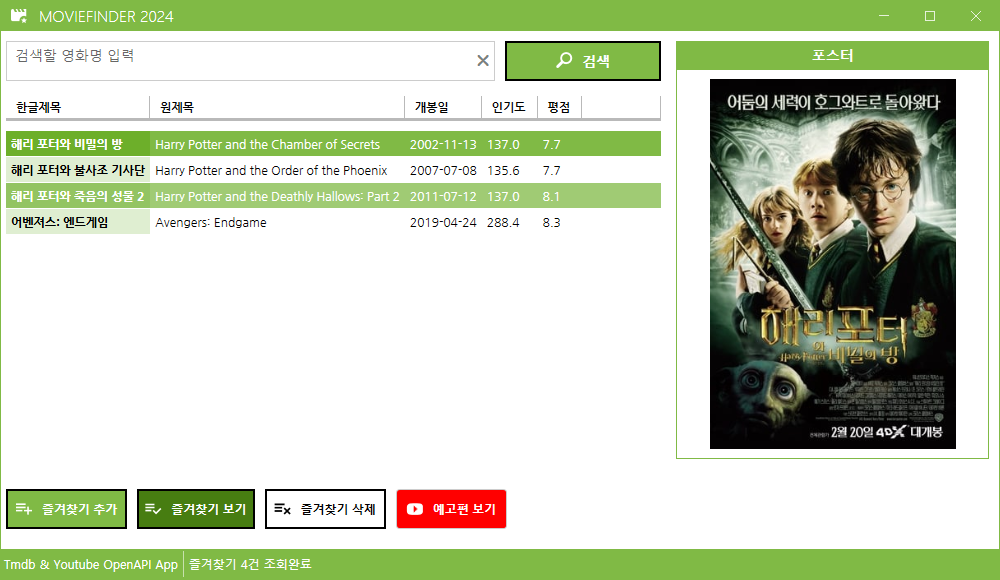 MOVIEFINDER 2024
검색할 영화명 입력
검색
한글제목 원제목 개봉일 인기도 평점
해리 포터와 비밀의 방 Harry Potter and the Chamber of Secrets 2002-11-13 137.0 7.7
해리 포터와 불사조 기사단 Harry Potter and the Order of the Phoenix 2007-07-08 135.6 7.7
해리 포터와 죽음의 성물 2 Harry Potter and the Deathly Hallows: Part 2 2011-07-12 137.0 8.1
어벤져스: 엔드게임 Avengers: Endgame 2019-04-24 288.4 8.3
포스터
어둠의 세력이 호그와트로 돌아왔다
해리포터
와
Harry Potter 비밀의 방
2월 20일 4DX 대개봉
즐겨찾기 추가
즐겨찾기 보기
즐겨찾기 삭제
예고편 보기
Tmdb & Youtube OpenAPI App 즐겨찾기 4건 조회완료